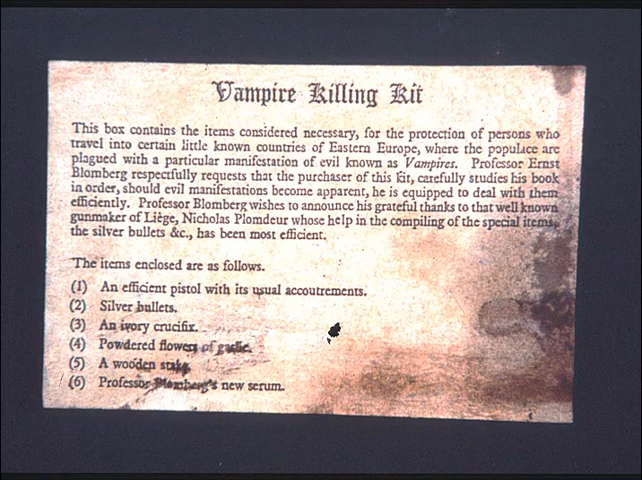 Vampire Killing Kit
This box contains the items considered necessary, for the protection of persons who
travel into certain little known countries of Eastern Europe, where the populace are
plagued with a particular manifestation of evil known as Vampires. Professor Ernst
Blomberg respectfully requests that the purchaser of this kit, carefully studies his book
in order, should evil manifestations become apparent, he is equipped to deal with them
efficiently. Professor Blomberg wishes to announce his grateful thanks to that well known
gunmaker of Liège, Nicholas Plomdeur whose help in the compiling of the special items,
the silver bullets &c., has been most efficient.
The items enclosed are as follows.
(1) An efficient pistol with its usual accoutrements.
(2) Silver bullets.
(3) An ivory crucifix.
(4) Powdered flowers of garlic.
(5) A wooden stake.
(6) Professor Blomberg's new serum.